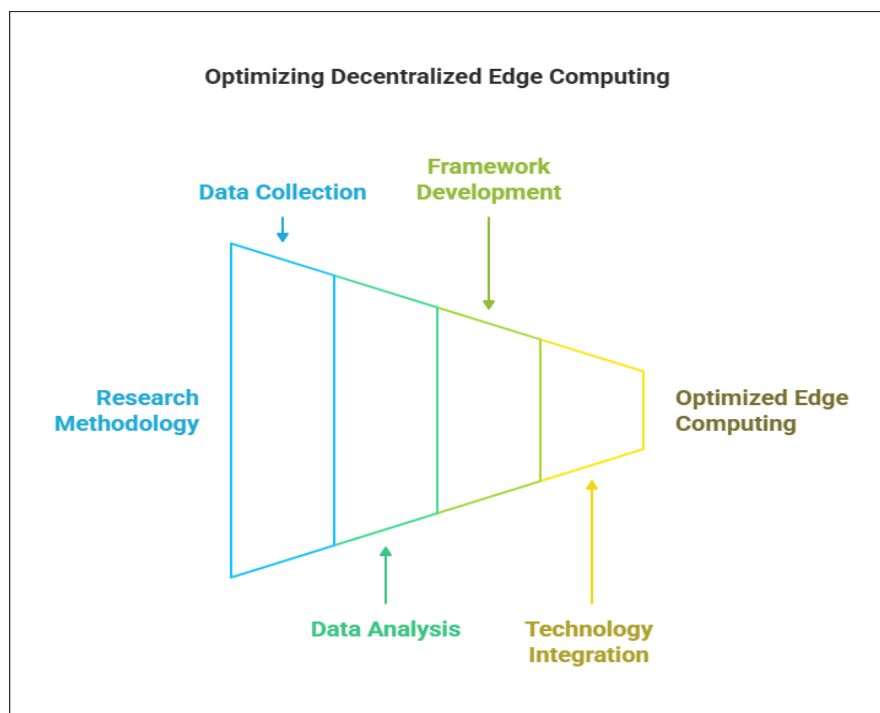 Optimizing Decentralized Edge Computing
Framework
Development
Data Collection
Research
Methodology
Optimized Edge
Computing
Data Analysis
Technology
Integration